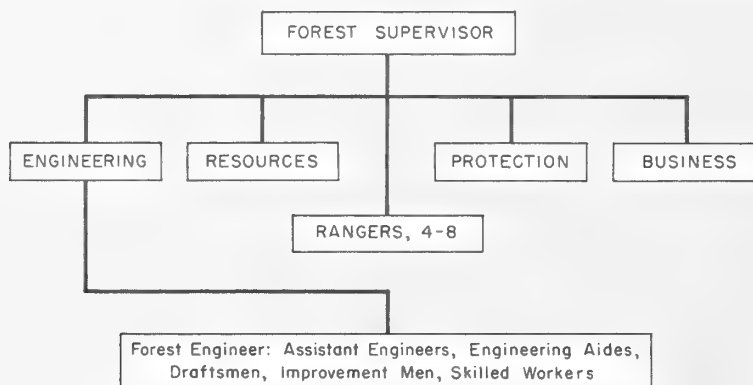 FOREST SUPERVISOR
ENGINEERING
RESOURCES
PROTECTION
BUSINESS
RANGERS, 4-8
Forest Engineer: Assistant Engineers, Engineering Aides,
Draftsmen, Improvement Men, Skilled Workers